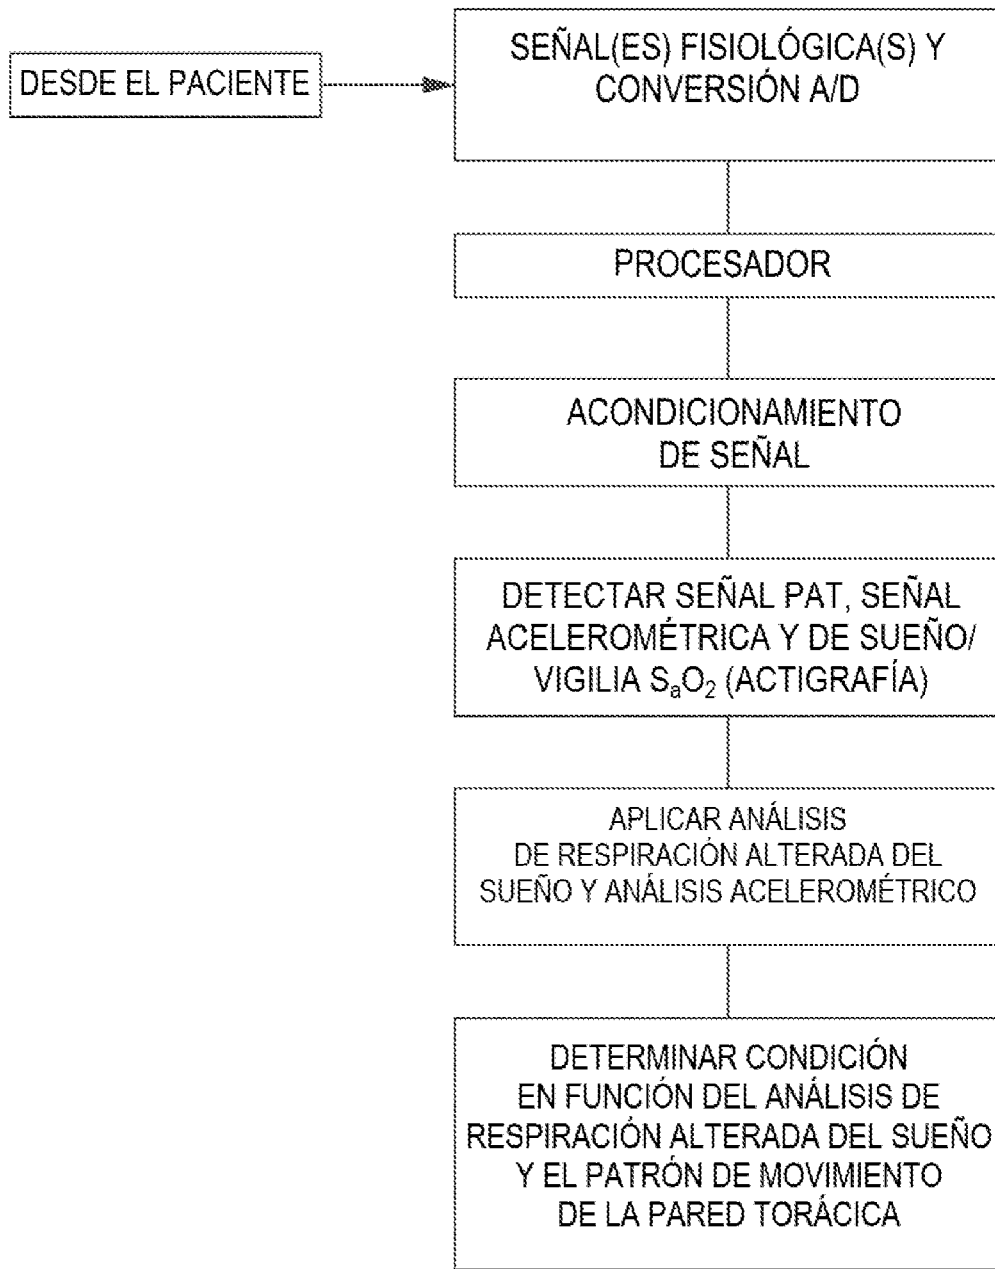 DESDE EL PACIENTE
SEÑAL(ES) FISIOLÓGICA(S) Y
CONVERSIÓN A/D
PROCESADOR
ACONDICIONAMIENTO
DE SEÑAL
DETECTAR SEÑAL PAT, SEÑAL
ACELEROMÉTRICA Y DE SUEÑO/
VIGILIA SaO2 (ACTIGRAFÍA)
APLICAR ANÁLISIS
DE RESPIRACIÓN ALTERADA DEL
SUEÑO Y ANÁLISIS ACELEROMÉTRICO
DETERMINAR CONDICIÓN
EN FUNCIÓN DEL ANÁLISIS DE
RESPIRACIÓN ALTERADA DEL SUEÑO
Y EL PATRÓN DE MOVIMIENTO
DE LA PARED TORÁCICA